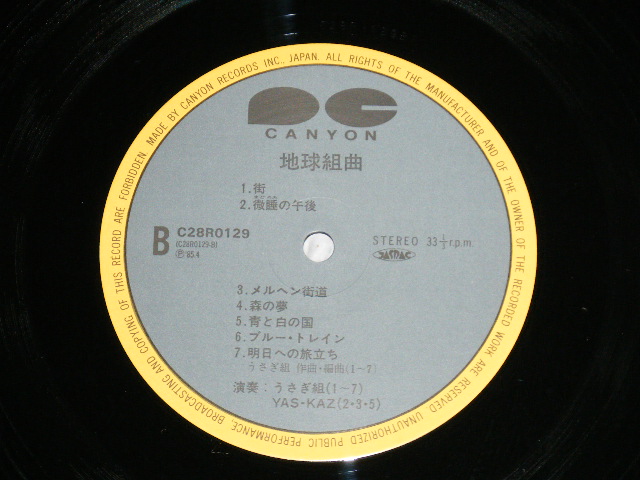 MADE BY CANYON RECORDS INC., JAPAN. ALL RIGHTS OF THE MANUFACTURER AND OF THE OWNER OF THE RECORDED WORK ARE RESERVED. UNAUTHORIZED PUBLIC PERFORMANCE, BROADCASTING AND COPYING OF THIS RECORD ARE FORBIDDEN.
CANYON
地球組曲
1.街
2.微睡の午後
B
C28R0129
(C28R0129-B)
Ⓟ'85.4
STEREO 33⅓r.p.m.
JASRAC
3.メルヘン街道
4.森の夢
5.青と白の国
6.ブルー・トレイン
7.明日への旅立ち
うさぎ組 作曲・編曲(1〜7)
演奏:うさぎ組(1〜7)
YAS-KAZ(2・3・5)